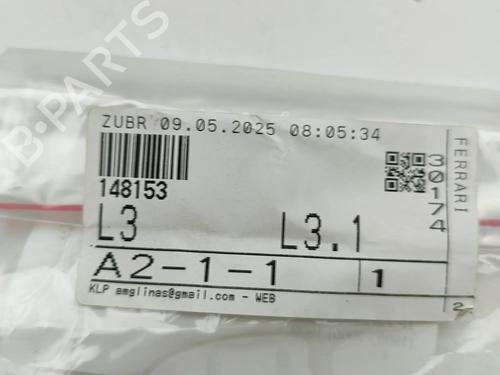 ZUBR 09.05.2025 08:05:34
148153
L3 L3.1
A2-1-1 1
KLP amglinas@gmail.com - WEB
FERRARI
30174
2
B-PARTS